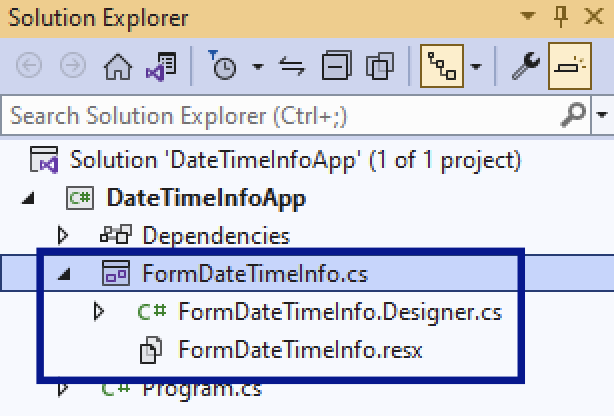 Solution Explorer
Search Solution Explorer (Ctrl+;)
Solution 'DateTimeInfoApp' (1 of 1 project)
C# DateTimeInfoApp
Dependencies
FormDateTimeInfo.cs
C# FormDateTimeInfo.Designer.cs
FormDateTimeInfo.resx
C# Program.cs